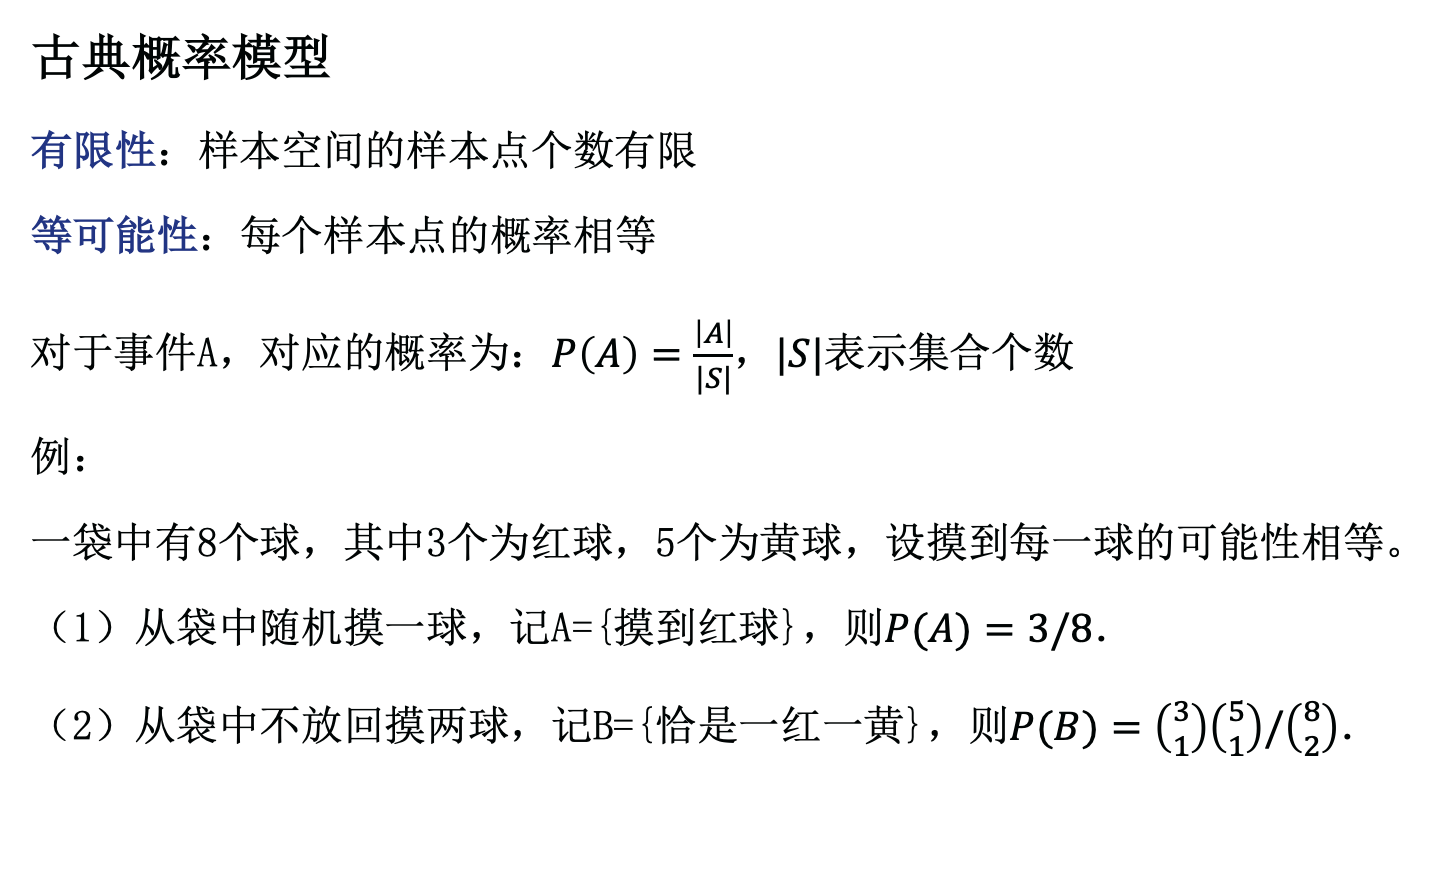 古典概率模型
有限性：样本空间的样本点个数有限
等可能性：每个样本点的概率相等
对于事件A，对应的概率为：$P(A) = \frac{|A|}{|S|}$，$|S|$表示集合个数
例：
一袋中有8个球，其中3个为红球，5个为黄球，设摸到每一球的可能性相等。
（1）从袋中随机摸一球，记A={摸到红球}，则$P(A) = 3/8$.
（2）从袋中不放回摸两球，记B={恰是一红一黄}，则$P(B) = \binom{3}{1}\binom{5}{1}/\binom{8}{2}$.